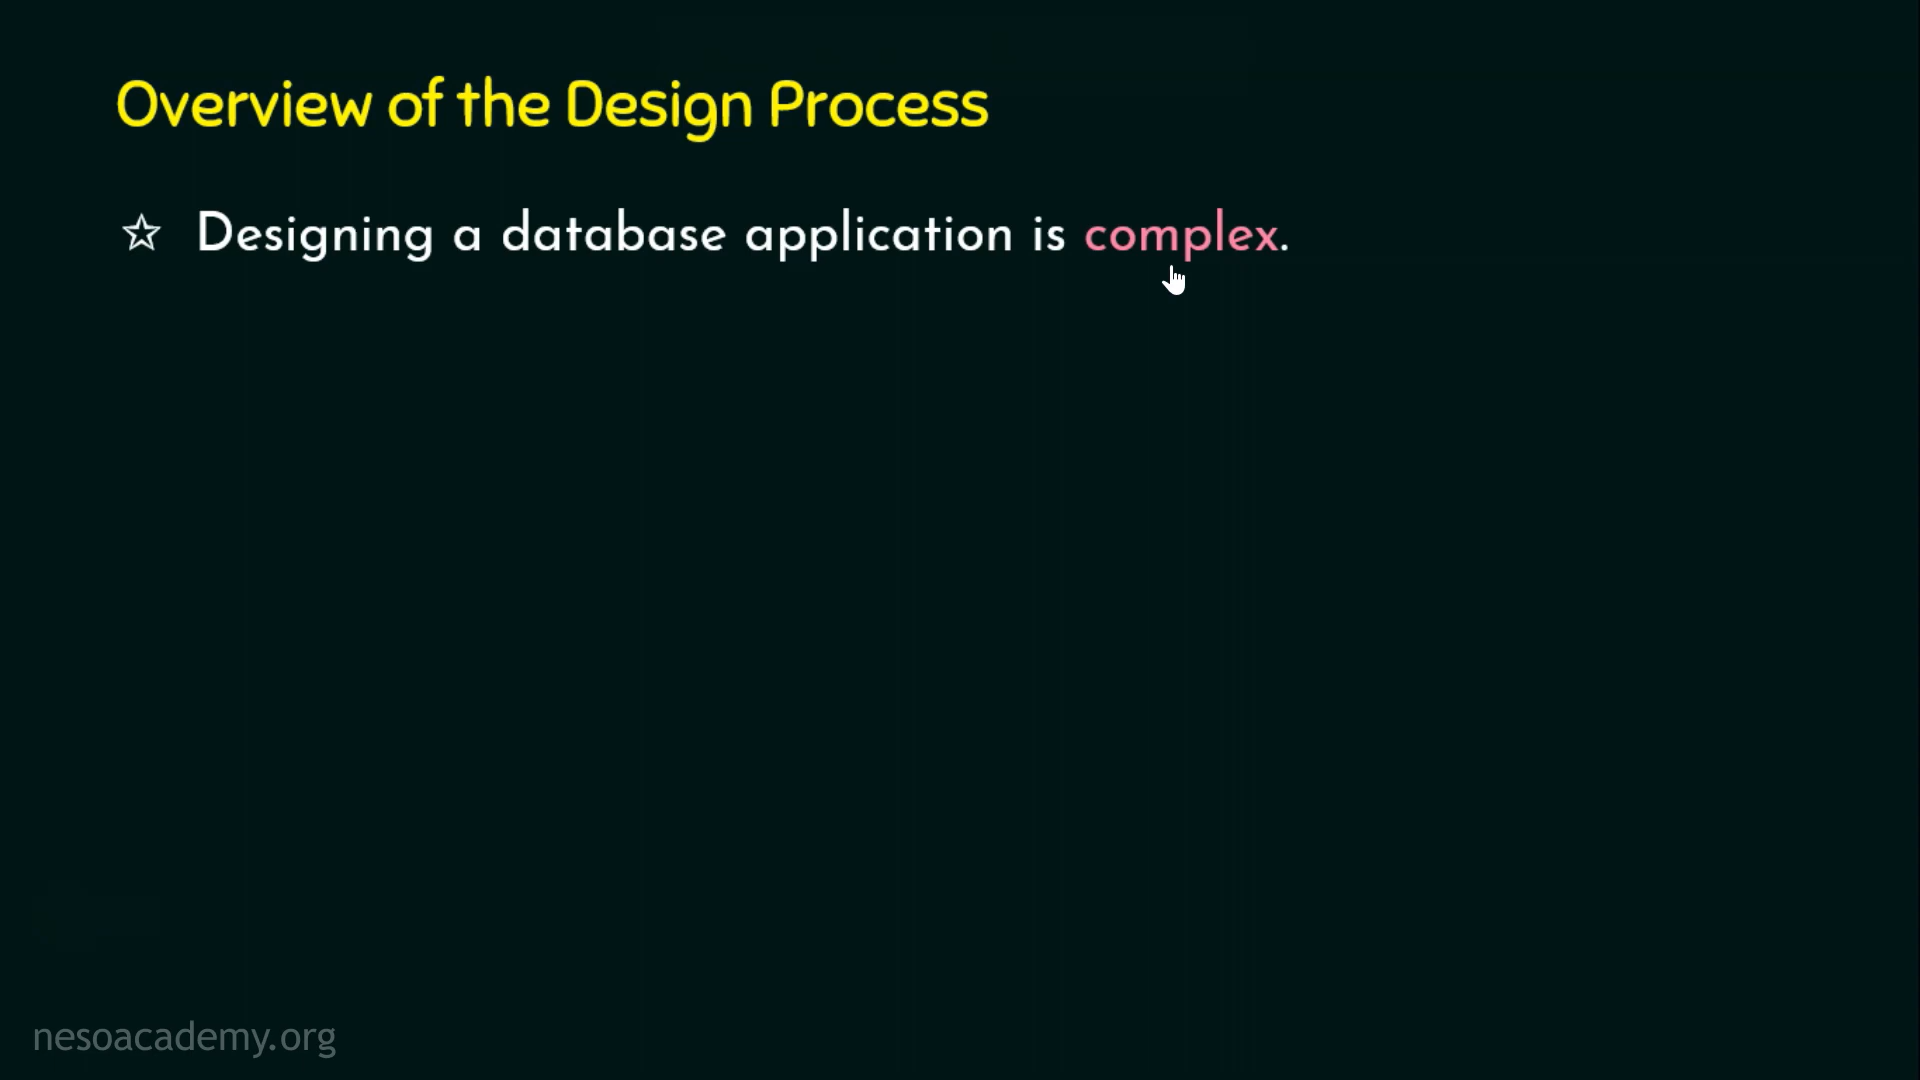 Overview of the Design Process
☆ Designing a database application is complex.
nesoacademy.org